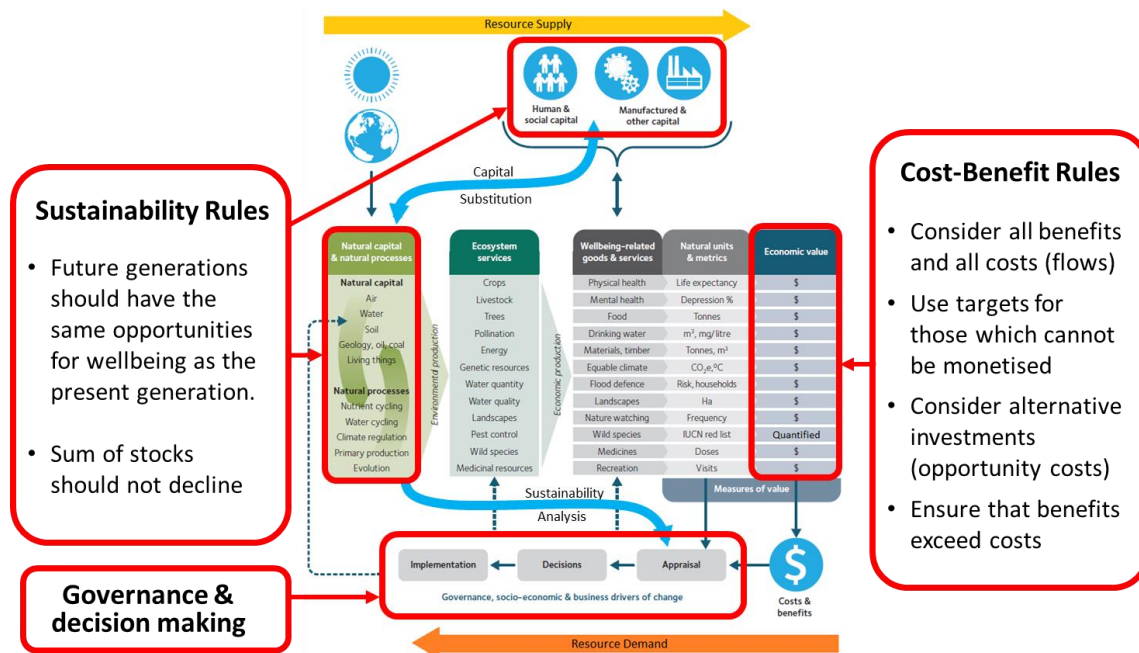 Resource Supply
Human &
social capital
Manufactured &
other capital
Capital
Substitution
Sustainability Rules
• Future generations
should have the
same opportunities
for wellbeing as the
present generation.
• Sum of stocks
should not decline
Natural capital
& natural processes
Natural capital
Air
Water
Soil
Geology, oil, coal
Living things
Natural processes
Nutrient cycling
Water cycling
Climate regulation
Primary production
Evolution
Environmental production
Ecosystem
services
Crops
Livestock
Trees
Pollination
Energy
Genetic resources
Water quantity
Water quality
Landscapes
Pest control
Wild species
Medicinal resources
Economic production
Wellbeing-related
goods & services
Physical health
Mental health
Food
Drinking water
Materials, timber
Equable climate
Flood defence
Landscapes
Nature watching
Wild species
Medicines
Recreation
Natural units
& metrics
Life expectancy
Depression %
Tonnes
m³, mg/litre
Tonnes, m³
CO₂e,ºC
Risk, households
Ha
Frequency
IUCN red list
Doses
Visits
Economic value
$
$
$
$
$
$
$
$
$
Quantified
$
$
Measures of value
Cost-Benefit Rules
• Consider all benefits
and all costs (flows)
• Use targets for
those which cannot
be monetised
• Consider alternative
investments
(opportunity costs)
• Ensure that benefits
exceed costs
Sustainability
Analysis
Governance &
decision making
Implementation
Decisions
Appraisal
Governance, socio-economic & business drivers of change
$
Costs &
benefits
Resource Demand